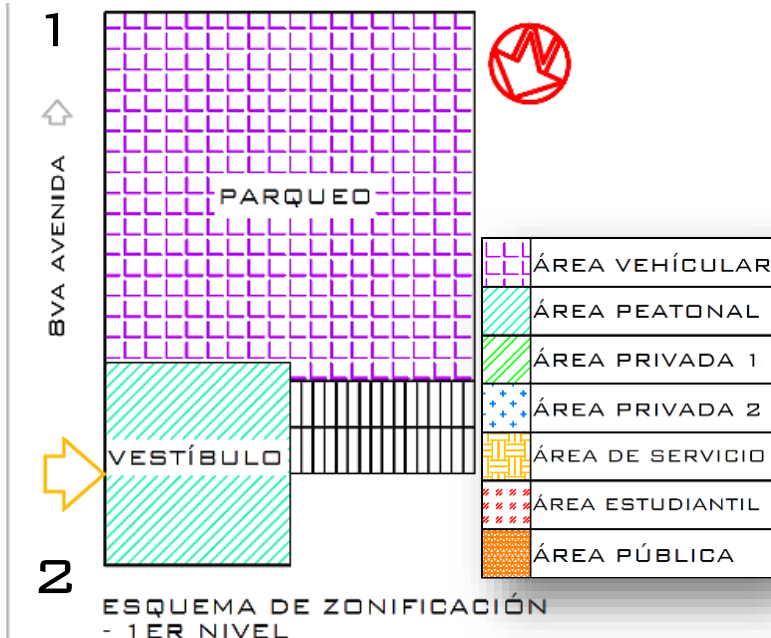 1
8VA AVENIDA
PARQUEO
VESTÍBULO
2
ESQUEMA DE ZONIFICACIÓN
- 1ER NIVEL
N
ÁREA VEHÍCULAR
ÁREA PEATONAL
ÁREA PRIVADA 1
ÁREA PRIVADA 2
ÁREA DE SERVICIO
ÁREA ESTUDIANTIL
ÁREA PÚBLICA